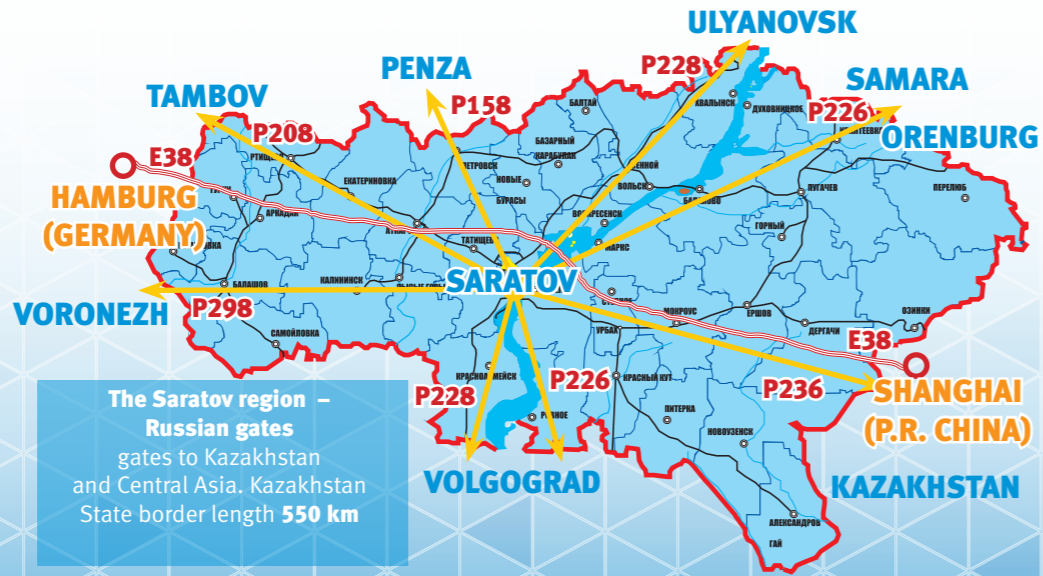 ULYANOVSK
PENZA
P228
SAMARA
TAMBOV
P158
БАЛТАЙ
ДУХОВНИЦКОЕ
P226
P208
БАЗАРНЫЙ
КАРАБУЛАК
ORENBURG
E38
ПЕТРОВСК
ВОЛЬСК
HAMBURG
(GERMANY)
ЕКАТЕРИНОВКА
НОВЫЕ
БУРАСЫ
ПУГАЧЕВ
ПЕРЕЛЮБ
АРКАДАК
ВОСКРЕСЕНСК
ГОРНЫЙ
МАРКС
КАЛИНИНСК
SARATOV
VORONEZH
БАЛАШОВ
P298
САМОЙЛОВКА
МОКРОУС
ЕРШОВ
ДЕРГАЧИ
ОЗИНКИ
E38
The Saratov region –
Russian gates
gates to Kazakhstan
and Central Asia. Kazakhstan
State border length 550 km
P228
P226
КРАСНЫЙ КУТ
P236
SHANGHAI
(P.R. CHINA)
ПИТЕРКА
НОВОУЗЕНСК
VOLGOGRAD
KAZAKHSTAN
АЛЕКСАНДРОВ
ГАЙ